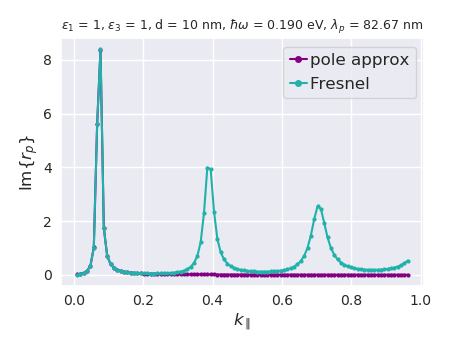 ε₁ = 1, ε₃ = 1, d = 10 nm, ħω = 0.190 eV, λₚ = 82.67 nm
pole approx
Fresnel
Im{rₚ}
8
6
4
2
0
0.0 0.2 0.4 0.6 0.8 1.0
k∥